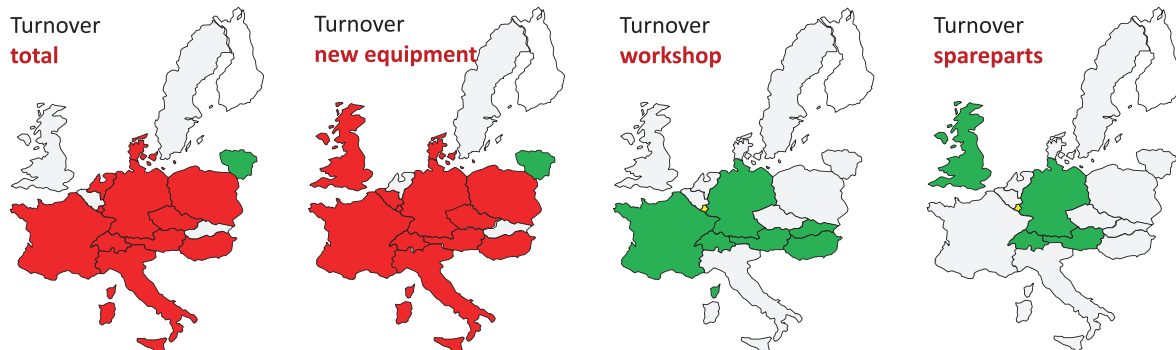 Turnover
total
Turnover
new equipment
Turnover
workshop
Turnover
spareparts